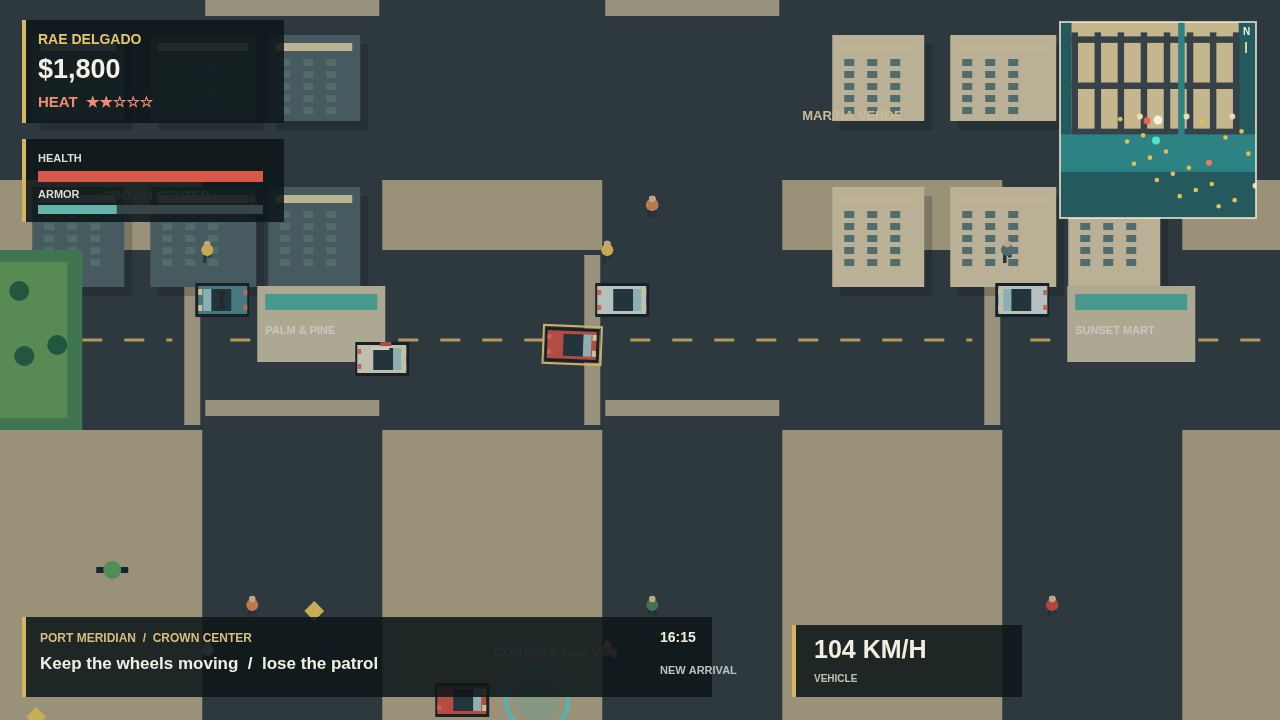 RAE DELGADO
$1,800
HEAT ★★☆☆☆
HEALTH
ARMOR
CROWN CENTER
MARINA VERDE
N
PALM & PINE
SUNSET MART
PORT MERIDIAN / CROWN CENTER
16:15
Keep the wheels moving / lose the patrol
NEW ARRIVAL
CONTACT: Inez Vela
104 KM/H
VEHICLE